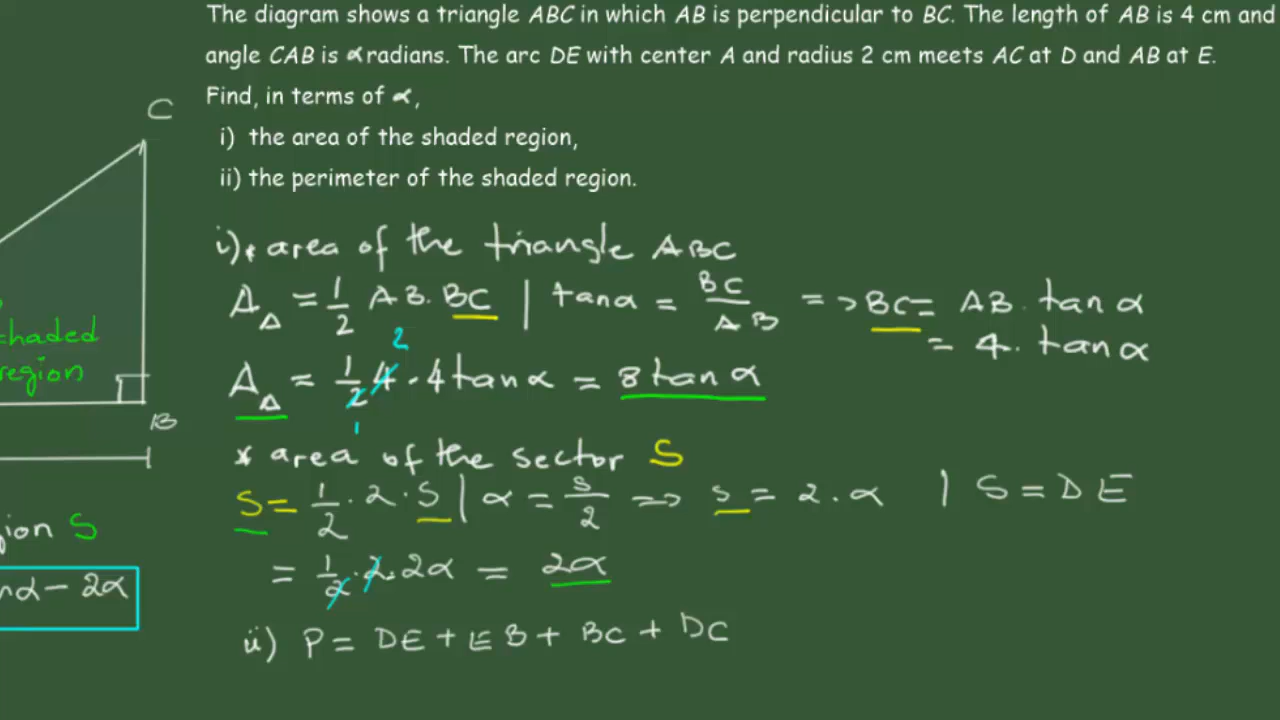 The diagram shows a triangle ABC in which AB is perpendicular to BC. The length of AB is 4 cm and
angle CAB is α radians. The arc DE with center A and radius 2 cm meets AC at D and AB at E.
Find, in terms of α,
i) the area of the shaded region,
ii) the perimeter of the shaded region.
C
i) * area of the triangle ABC
A△ = 1/2 AB. BC | tanα = BC/AB => BC = AB . tan α
= 4. tanα
haded
region
2
A△ = 1/2 4 . 4tanα = 8 tan α
1
B
* area of the sector S
S = 1/2 . 2 . s | α = s/2 => s = 2 . α | S = DE
ion S
= 1/2 . 2 . 2α = 2α
nα - 2α
ii) P = DE + EB + BC + DC